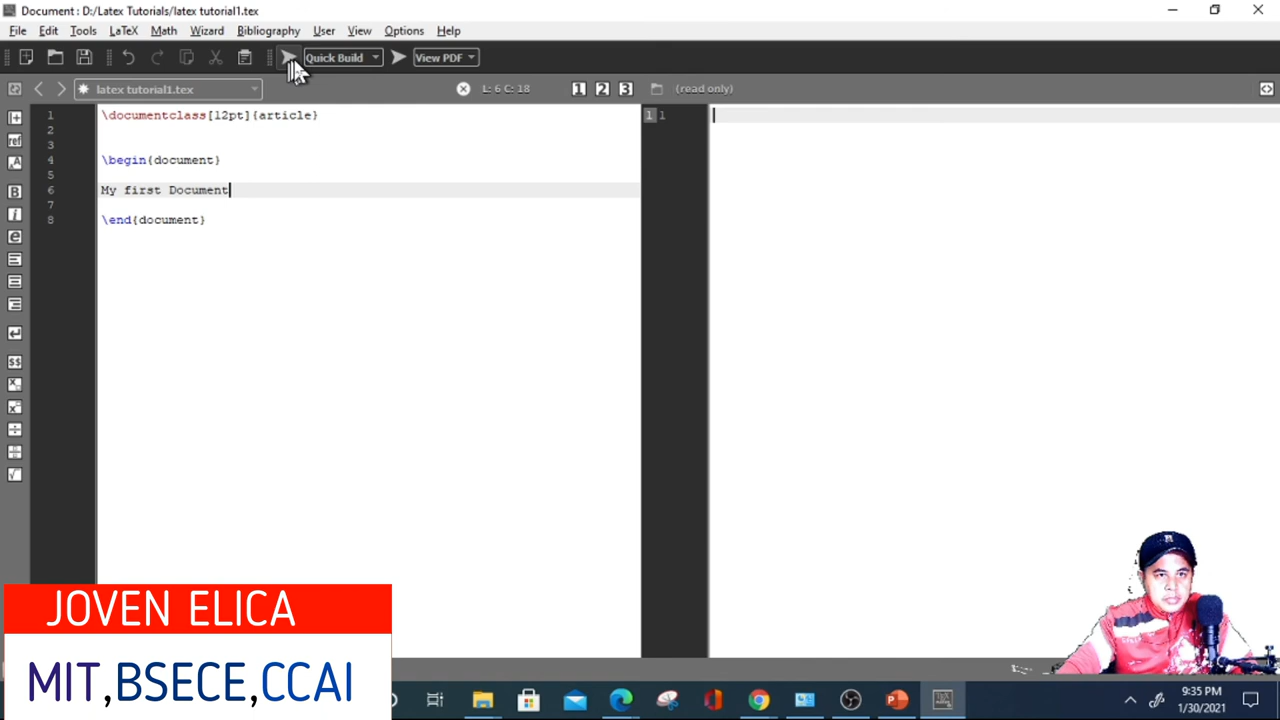 Document : D:/Latex Tutorials/latex tutorial1.tex
File Edit Tools LaTeX Math Wizard Bibliography User View Options Help
Quick Build View PDF
latex tutorial1.tex L: 6 C: 18 1 2 3 (read only)
1 \documentclass[12pt]{article} 1 1
2
3
4 \begin{document}
5
6 My first Document
7
8 \end{document}
ref
A
B
i
e
$$
JOVEN ELICA
MIT,BSECE,CCAI
9:35 PM
1/30/2021